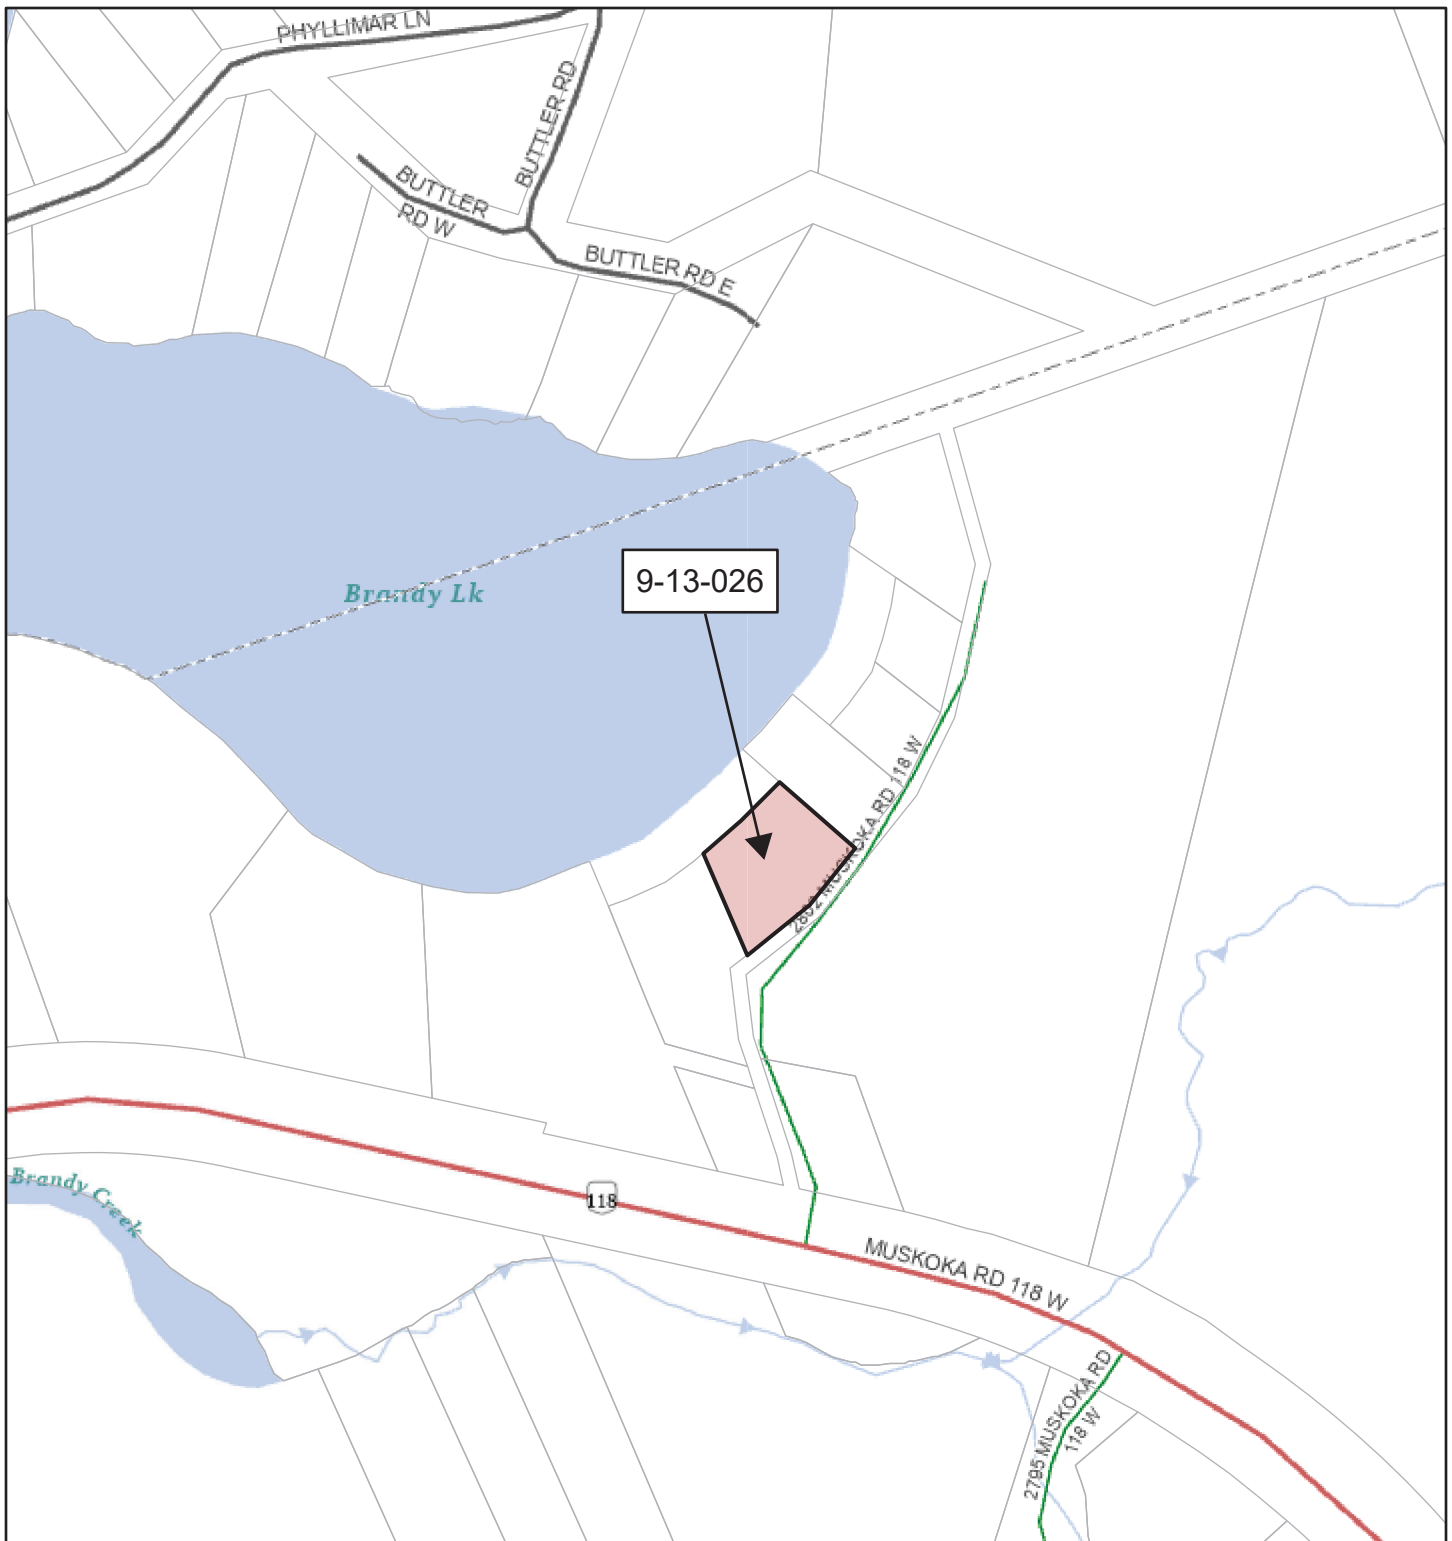 PHYLLIMAR LN
BUTTLER RD
BUTTLER
RD W
BUTTLER RD E
9-13-026
Brandy Lk
2802 MUSKOKA RD 118 W
Brandy Creek
118
MUSKOKA RD 118 W
2795 MUSKOKA RD
118 W